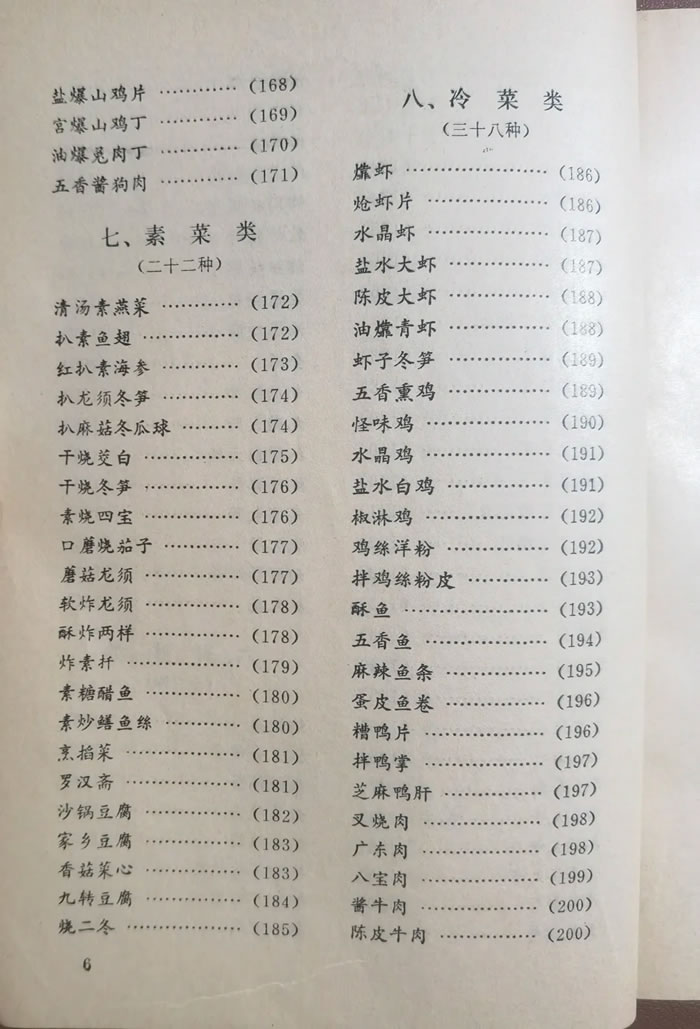 盐爆山鸡片 ………… (168)
宫爆山鸡丁 ………… (169)
油爆兔肉丁 ………… (170)
五香酱狗肉 ………… (171)
七、素菜类
(二十二种)
清汤素燕菜 ………… (172)
扒素鱼翅 ………… (172)
红扒素海参 ………… (173)
扒龙须冬笋 ………… (174)
扒麻菇冬瓜球 ………… (174)
干烧茭白 ………… (175)
干烧冬笋 ………… (176)
素烧四宝 ………… (176)
口蘑烧茄子 ………… (177)
蘑菇龙须 ………… (177)
软炸龙须 ………… (178)
酥炸两样 ………… (178)
炸素扦 ………… (179)
素糖醋鱼 ………… (180)
素炒鳝鱼丝 ………… (180)
烹掐菜 ………… (181)
罗汉斋 ………… (181)
沙锅豆腐 ………… (182)
家乡豆腐 ………… (183)
香菇菜心 ………… (183)
九转豆腐 ………… (184)
烧二冬 ………… (185)
6
八、冷菜类
(三十八种)
虾 ………… (186)
炝虾片 ………… (186)
水晶虾 ………… (187)
盐水大虾 ………… (187)
陈皮大虾 ………… (188)
油青虾 ………… (188)
虾子冬笋 ………… (189)
五香熏鸡 ………… (189)
怪味鸡 ………… (190)
水晶鸡 ………… (191)
盐水白鸡 ………… (191)
椒淋鸡 ………… (192)
鸡丝洋粉 ………… (192)
拌鸡丝粉皮 ………… (193)
酥鱼 ………… (193)
五香鱼 ………… (194)
麻辣鱼条 ………… (195)
蛋皮鱼卷 ………… (196)
糟鸭片 ………… (196)
拌鸭掌 ………… (197)
芝麻鸭肝 ………… (197)
叉烧肉 ………… (198)
广东肉 ………… (198)
八宝肉 ………… (199)
酱牛肉 ………… (200)
陈皮牛肉 ………… (200)